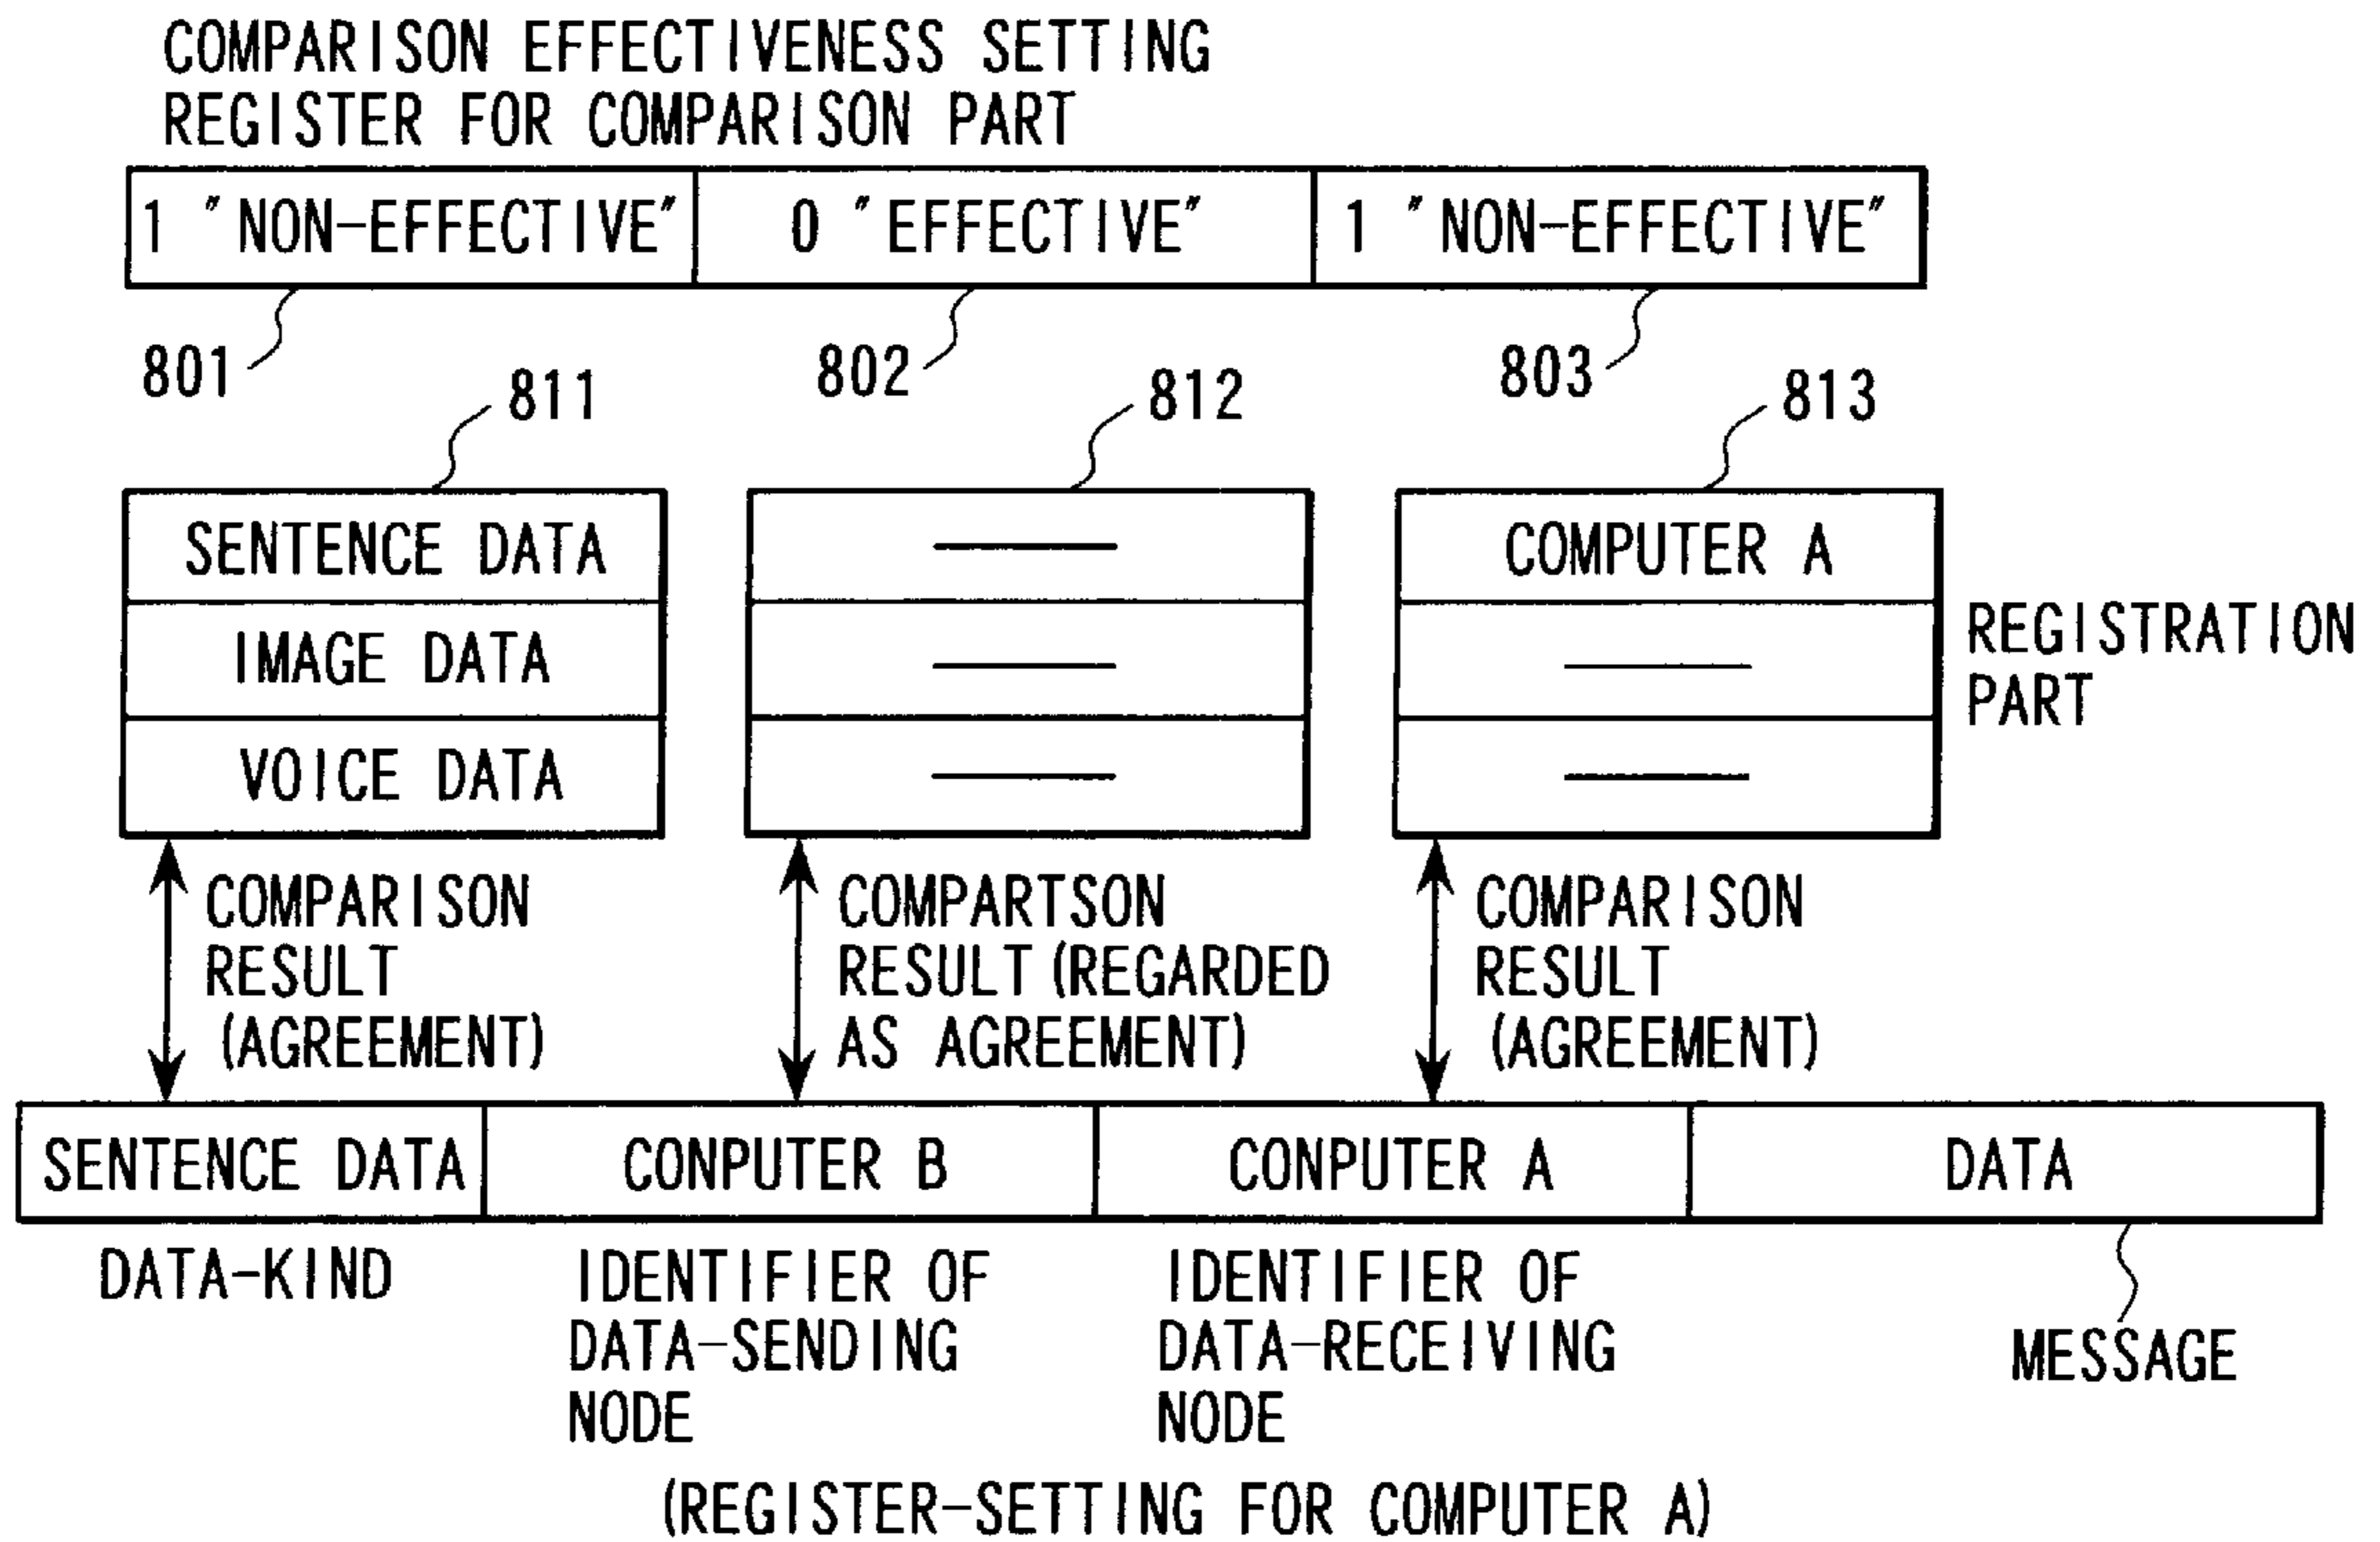 COMPARISON EFFECTIVENESS SETTING
REGISTER FOR COMPARISON PART
1 "NON-EFFECTIVE"
0 "EFFECTIVE"
1 "NON-EFFECTIVE"
801
802
803
811
812
813
SENTENCE DATA
IMAGE DATA
VOICE DATA
COMPUTER A
REGISTRATION
PART
COMPARISON
RESULT
(AGREEMENT)
COMPARTSON
RESULT (REGARDED
AS AGREEMENT)
COMPARISON
RESULT
(AGREEMENT)
SENTENCE DATA
CONPUTER B
CONPUTER A
DATA
DATA-KIND
IDENTIFIER OF
DATA-SENDING
NODE
IDENTIFIER OF
DATA-RECEIVING
NODE
MESSAGE
(REGISTER-SETTING FOR COMPUTER A)